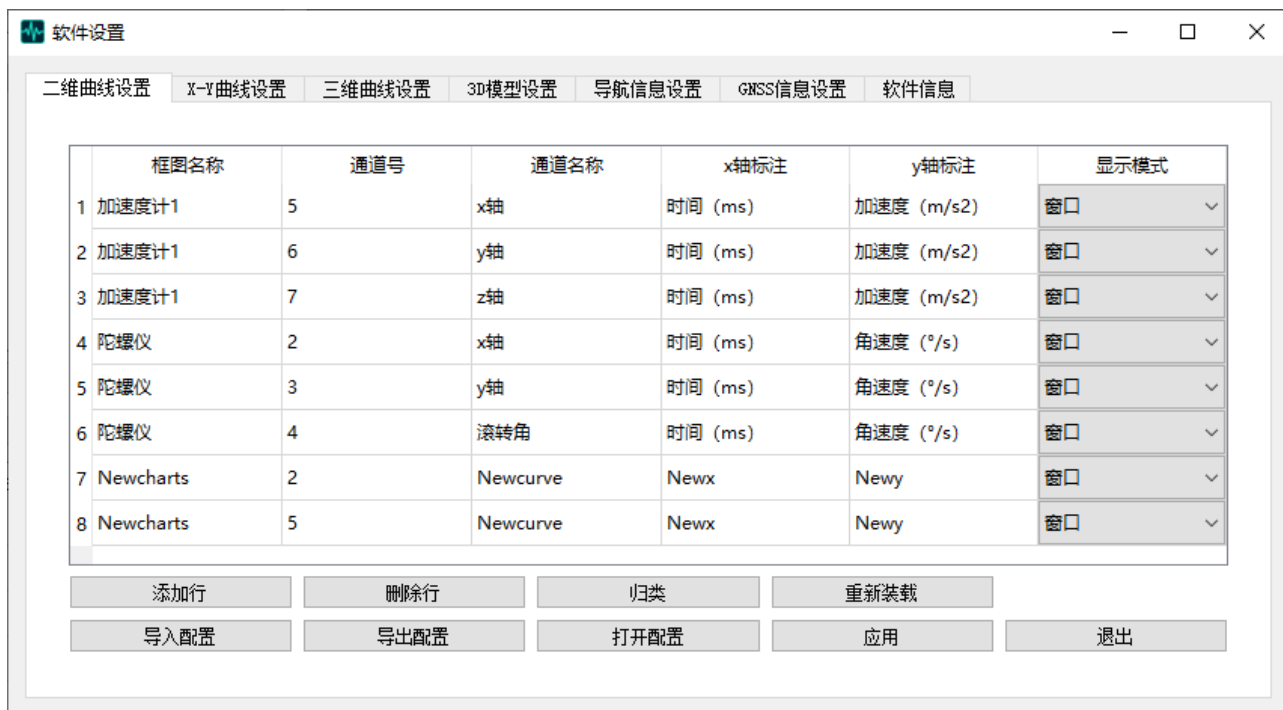 软件设置
二维曲线设置 X-Y曲线设置 三维曲线设置 3D模型设置 导航信息设置 GNSS信息设置 软件信息
框图名称 通道号 通道名称 x轴标注 y轴标注 显示模式
1 加速度计1 5 x轴 时间（ms） 加速度（m/s2） 窗口
2 加速度计1 6 y轴 时间（ms） 加速度（m/s2） 窗口
3 加速度计1 7 z轴 时间（ms） 加速度（m/s2） 窗口
4 陀螺仪 2 x轴 时间（ms） 角速度（°/s） 窗口
5 陀螺仪 3 y轴 时间（ms） 角速度（°/s） 窗口
6 陀螺仪 4 滚转角 时间（ms） 角速度（°/s） 窗口
7 Newcharts 2 Newcurve Newx Newy 窗口
8 Newcharts 5 Newcurve Newx Newy 窗口
添加行 删除行 归类 重新装载
导入配置 导出配置 打开配置 应用 退出